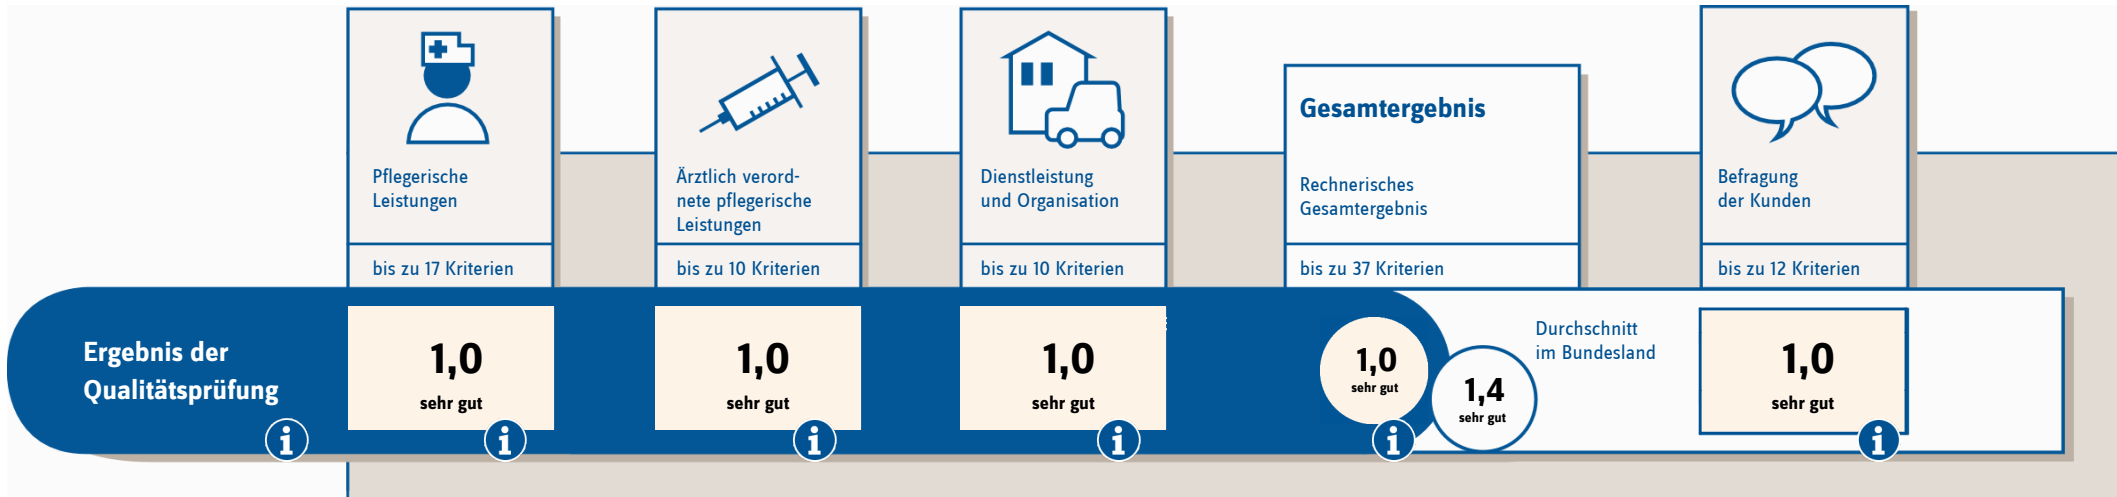 Pflegerische
Leistungen
bis zu 17 Kriterien
Ärztlich verord-
nete pflegerische
Leistungen
bis zu 10 Kriterien
Dienstleistung
und Organisation
bis zu 10 Kriterien
Gesamtergebnis
Rechnerisches
Gesamtergebnis
bis zu 37 Kriterien
Befragung
der Kunden
bis zu 12 Kriterien
Ergebnis der
Qualitätsprüfung
i
1,0
sehr gut
i
1,0
sehr gut
i
1,0
sehr gut
i
1,0
sehr gut
i
1,4
sehr gut
Durchschnitt
im Bundesland
1,0
sehr gut
i